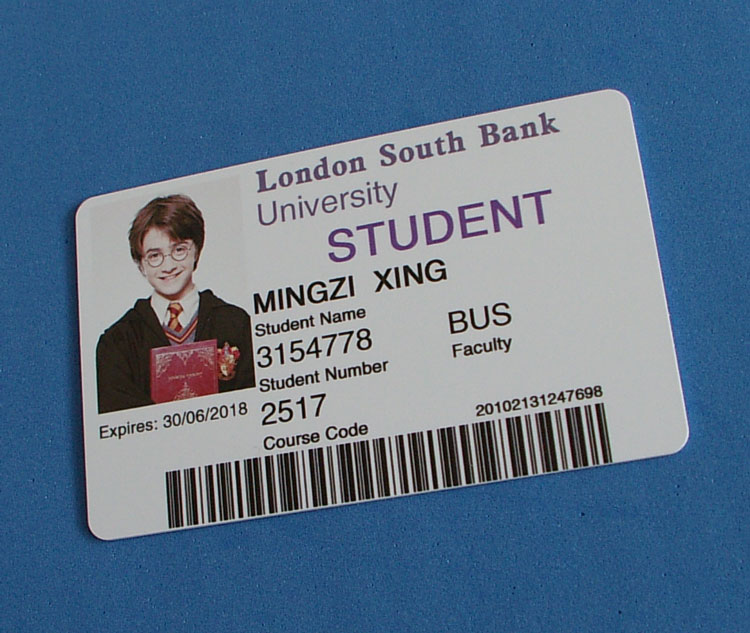 London South Bank
University
STUDENT
MINGZI XING
Student Name
3154778
Student Number
BUS
Faculty
Expires: 30/06/2018
2517
Course Code
20102131247698